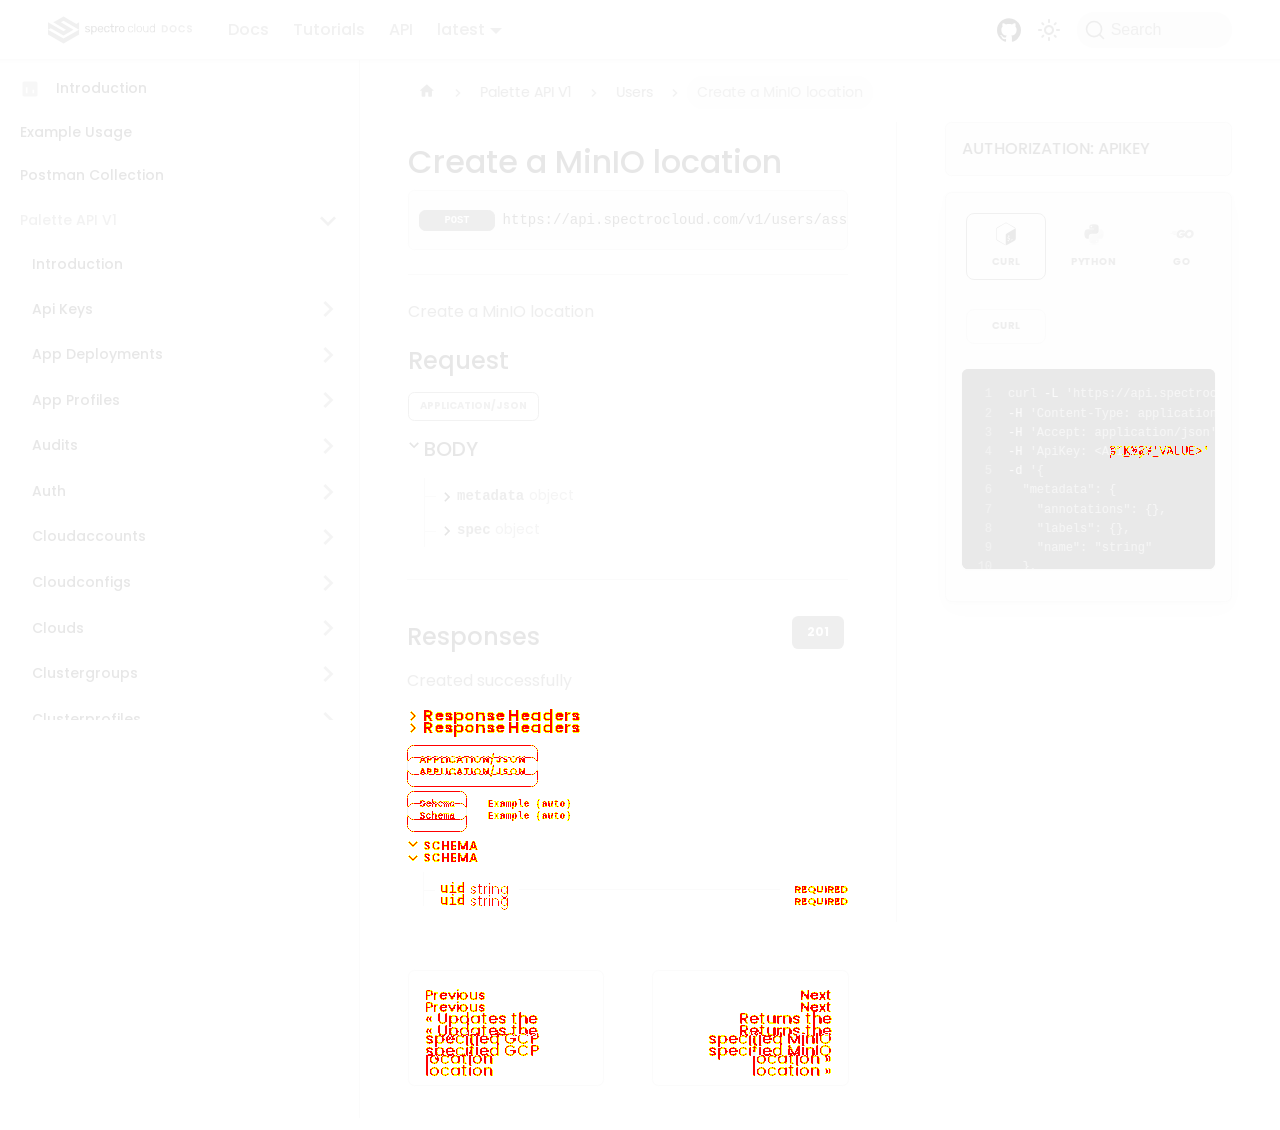 spectro cloud DOCS Docs Tutorials API latest Search
Introduction
Example Usage
Postman Collection
Palette API V1
Introduction
Api Keys
App Deployments
App Profiles
Audits
Auth
Cloudaccounts
Cloudconfigs
Clouds
Clustergroups
Clusterprofiles
Palette API V1 Users Create a MinIO location
Create a MinIO location
POST https://api.spectrocloud.com/v1/users/ass
Create a MinIO location
Request
APPLICATION/JSON
BODY
metadata object
spec object
Responses
201
Created successfully
Response Headers
Response Headers
APPLICATION/JSON
APPLICATION/JSON
Schema Example (auto)
Schema Example (auto)
SCHEMA
SCHEMA
uid string REQUIRED
uid string REQUIRED
Previous
Previous
« Updates the
« Updates the
specified GCP
specified GCP
location
location
Next
Next
Returns the
Returns the
specified MinIO
specified MinIO
location »
location »
AUTHORIZATION: APIKEY
CURL PYTHON GO
CURL
1 curl -L 'https://api.spectroc
2 -H 'Content-Type: application
3 -H 'Accept: application/json'
4 -H 'ApiKey: VALUE>'
5 -d '{
6 "metadata": {
7 "annotations": {},
8 "labels": {},
9 "name": "string"
10 }